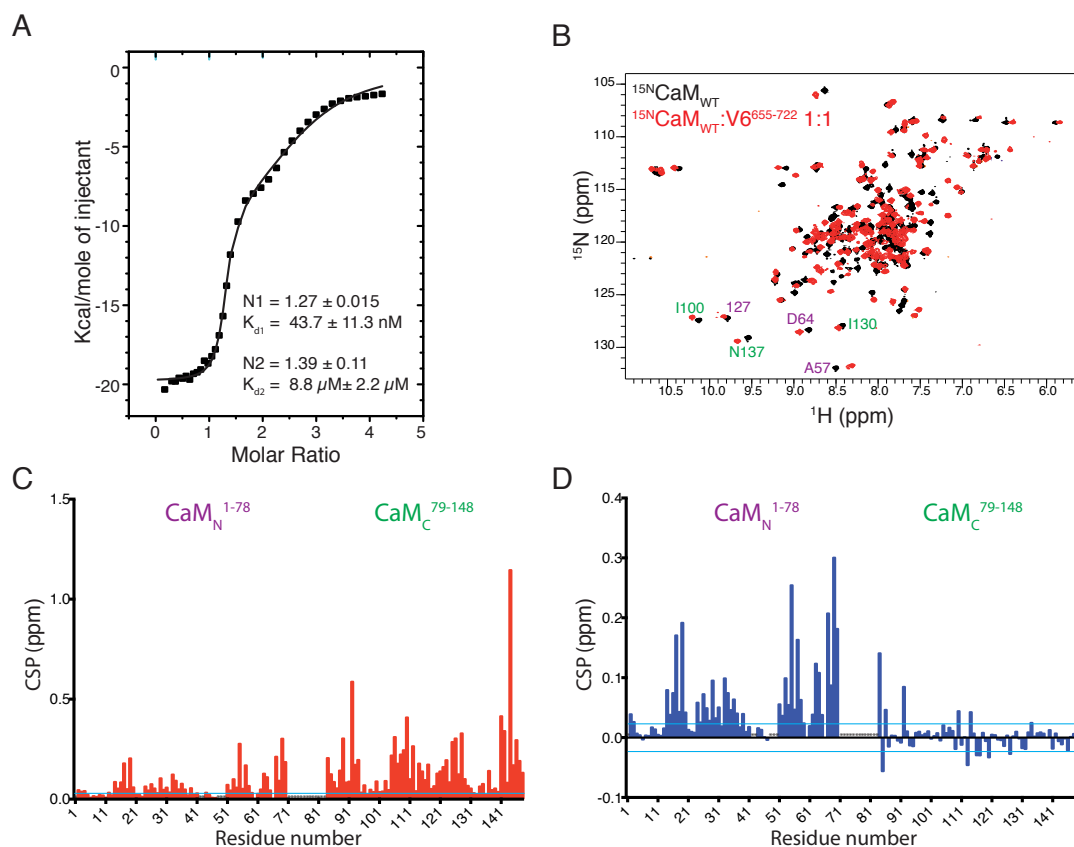 A
Kcal/mole of injectant
0
-5
-10
-15
-20
N1 = 1.27 ± 0.015
Kd1 = 43.7 ± 11.3 nM
N2 = 1.39 ± 0.11
Kd2 = 8.8 µM± 2.2 µM
0 1 2 3 4 5
Molar Ratio
B
15NCaMWT
15NCaMWT:V6655-722 1:1
15N (ppm)
105
110
115
120
125
130
I100
127
D64
I130
N137
A57
10.5 10.0 9.5 9.0 8.5 8.0 7.5 7.0 6.5 6.0
1H (ppm)
C
CaMN1-78
CaMC79-148
CSP (ppm)
1.5
1.0
0.5
0.0
1 11 21 31 41 51 61 71 81 91 101 111 121 131 141
Residue number
D
CaMN1-78
CaMC79-148
CSP (ppm)
0.4
0.3
0.2
0.1
0.0
-0.1
1 11 21 31 41 51 61 71 81 91 101 111 121 131 141
Residue number